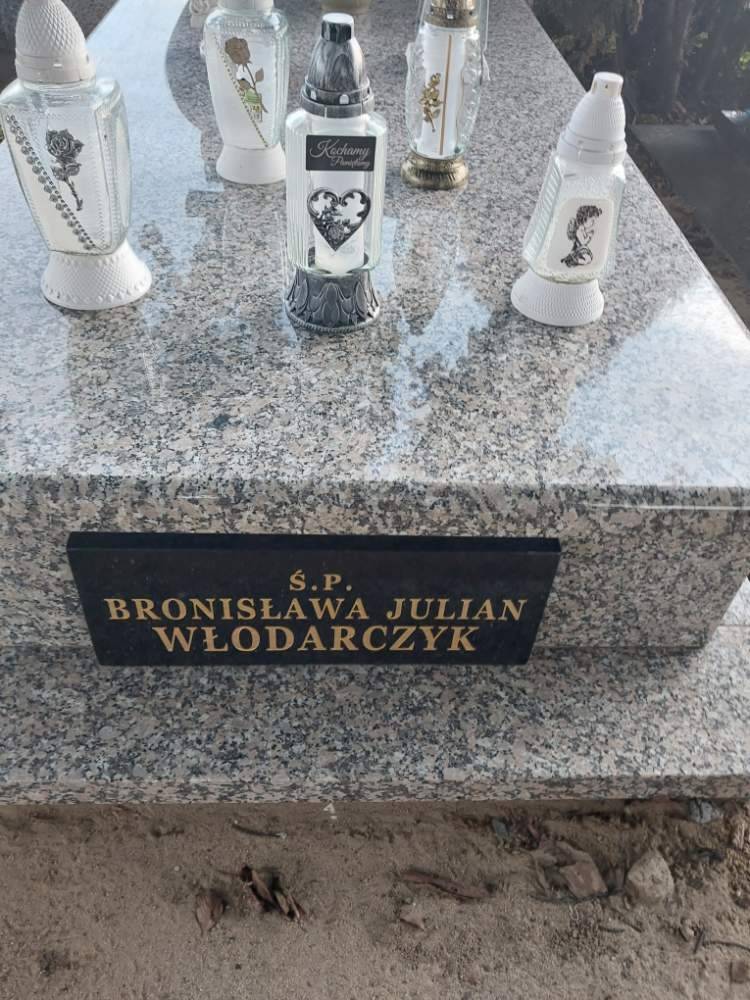 Kochamy
Pamiętamy
Ś.P.
BRONISŁAWA JULIAN
WŁODARCZYK